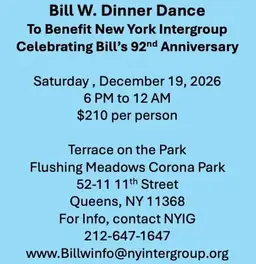 Bill W. Dinner Dance
To Benefit New York Intergroup
Celebrating Bill's 92nd Anniversary
Saturday , December 19, 2026
6 PM to 12 AM
$210 per person
Terrace on the Park
Flushing Meadows Corona Park
52-11 11th Street
Queens, NY 11368
For Info, contact NYIG
212-647-1647
www.Billwinfo@nyintergroup.org